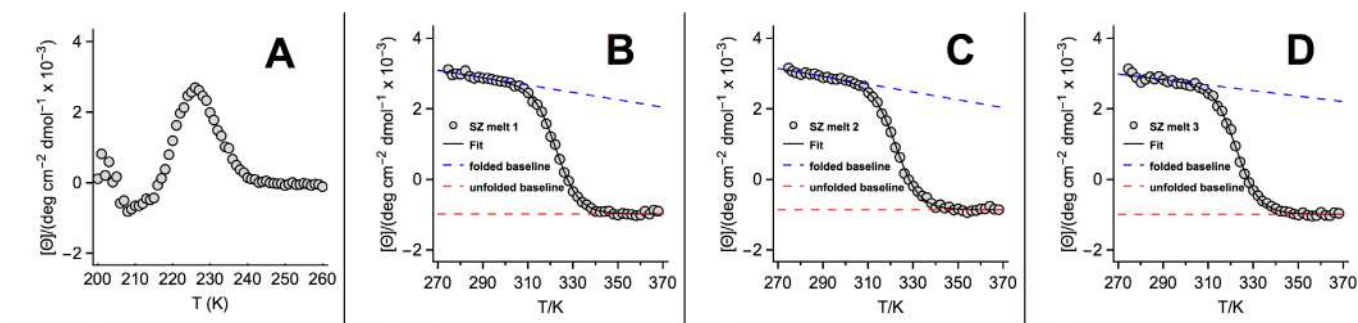 A
[Θ]/(deg cm⁻² dmol⁻¹ x 10⁻³)
4
2
0
−2
200 210 220 230 240 250 260
T (K)
B
[Θ]/(deg cm⁻² dmol⁻¹ x 10⁻³)
4
2
0
−2
SZ melt 1
Fit
folded baseline
unfolded baseline
270 290 310 330 350 370
T/K
C
[Θ]/(deg cm⁻² dmol⁻¹ x 10⁻³)
4
2
0
−2
SZ melt 2
Fit
folded baseline
unfolded baseline
270 290 310 330 350 370
T/K
D
[Θ]/(deg cm⁻² dmol⁻¹ x 10⁻³)
4
2
0
−2
SZ melt 3
Fit
folded baseline
unfolded baseline
270 290 310 330 350 370
T/K